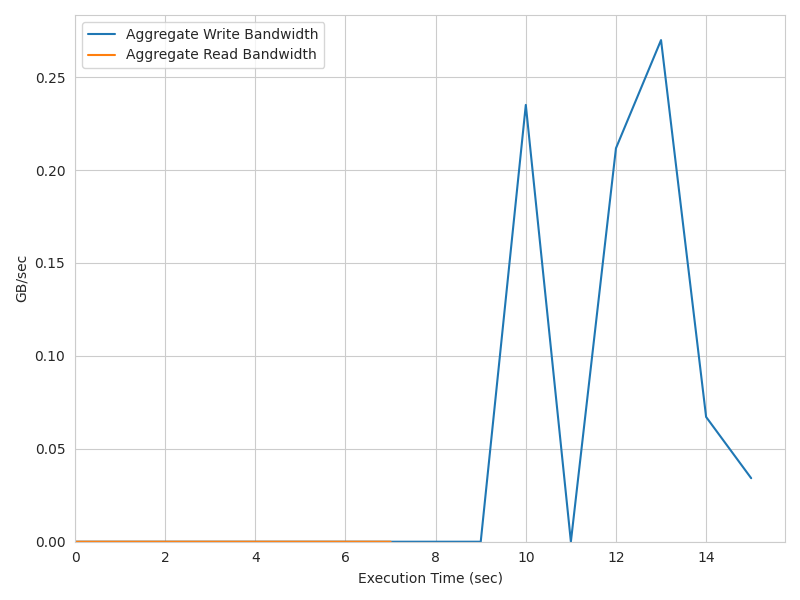 Aggregate Write Bandwidth
Aggregate Read Bandwidth
0.25
0.20
0.15
0.10
0.05
0.00
GB/sec
0 2 4 6 8 10 12 14
Execution Time (sec)